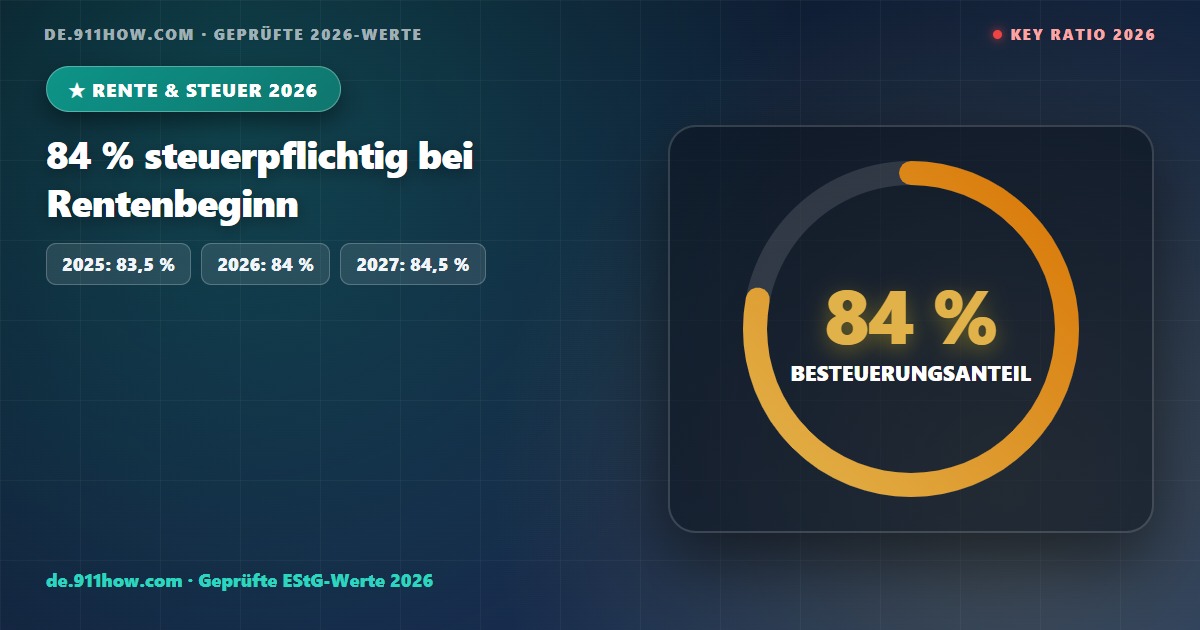 DE.911HOW.COM · GEPRÜFTE 2026-WERTE
KEY RATIO 2026
★ RENTE & STEUER 2026
84 % steuerpflichtig bei
Rentenbeginn
2025: 83,5 %
2026: 84 %
2027: 84,5 %
84 %
BESTEUERUNGSANTEIL
de.911how.com · Geprüfte EStG-Werte 2026